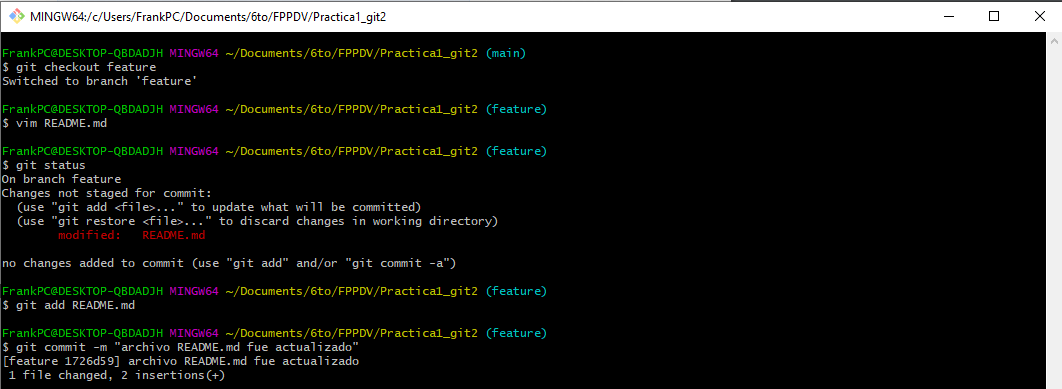 MINGW64:/c/Users/FrankPC/Documents/6to/FPPDV/Practica1_git2
FrankPC@DESKTOP-QBDADJH MINGW64 ~/Documents/6to/FPPDV/Practica1_git2 (main)
$ git checkout feature
Switched to branch 'feature'
FrankPC@DESKTOP-QBDADJH MINGW64 ~/Documents/6to/FPPDV/Practica1_git2 (feature)
$ vim README.md
FrankPC@DESKTOP-QBDADJH MINGW64 ~/Documents/6to/FPPDV/Practica1_git2 (feature)
$ git status
On branch feature
Changes not staged for commit:
  (use "git add <file>..." to update what will be committed)
  (use "git restore <file>..." to discard changes in working directory)
        modified:   README.md
no changes added to commit (use "git add" and/or "git commit -a")
FrankPC@DESKTOP-QBDADJH MINGW64 ~/Documents/6to/FPPDV/Practica1_git2 (feature)
$ git add README.md
FrankPC@DESKTOP-QBDADJH MINGW64 ~/Documents/6to/FPPDV/Practica1_git2 (feature)
$ git commit -m "archivo README.md fue actualizado"
[feature 1726d59] archivo README.md fue actualizado
 1 file changed, 2 insertions(+)